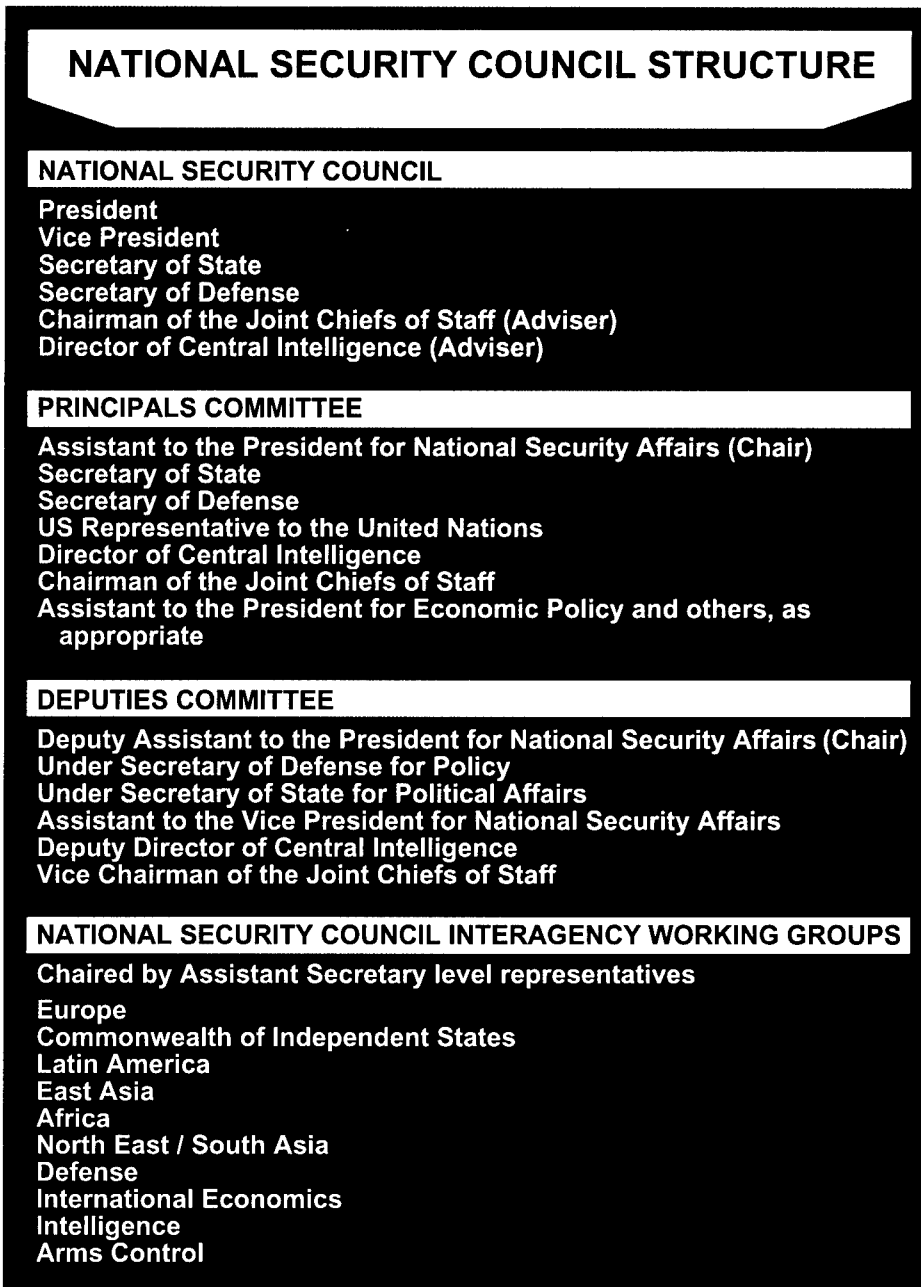 NATIONAL SECURITY COUNCIL STRUCTURE
NATIONAL SECURITY COUNCIL
President
Vice President
Secretary of State
Secretary of Defense
Chairman of the Joint Chiefs of Staff (Adviser)
Director of Central Intelligence (Adviser)
PRINCIPALS COMMITTEE
Assistant to the President for National Security Affairs (Chair)
Secretary of State
Secretary of Defense
US Representative to the United Nations
Director of Central Intelligence
Chairman of the Joint Chiefs of Staff
Assistant to the President for Economic Policy and others, as
appropriate
DEPUTIES COMMITTEE
Deputy Assistant to the President for National Security Affairs (Chair)
Under Secretary of Defense for Policy
Under Secretary of State for Political Affairs
Assistant to the Vice President for National Security Affairs
Deputy Director of Central Intelligence
Vice Chairman of the Joint Chiefs of Staff
NATIONAL SECURITY COUNCIL INTERAGENCY WORKING GROUPS
Chaired by Assistant Secretary level representatives
Europe
Commonwealth of Independent States
Latin America
East Asia
Africa
North East / South Asia
Defense
International Economics
Intelligence
Arms Control